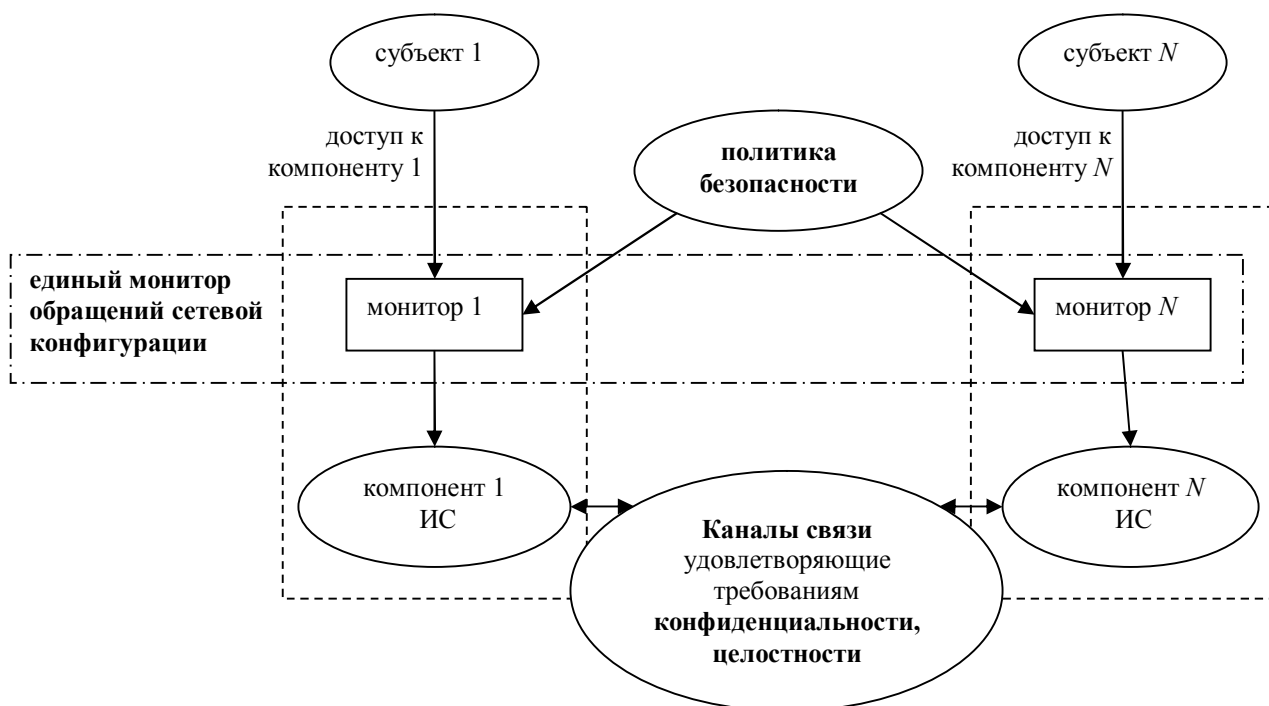 субъект 1
субъект N
доступ к
компоненту 1
политика
безопасности
доступ к
компоненту N
единый монитор
обращений сетевой
конфигурации
монитор 1
монитор N
компонент 1
ИС
Каналы связи
удовлетворяющие
требованиям
конфиденциальности,
целостности
компонент N
ИС